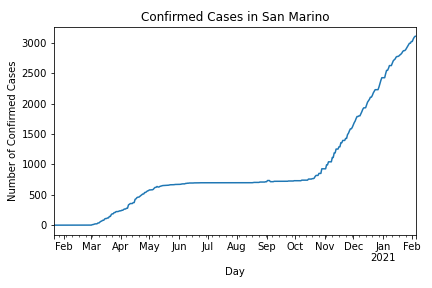 Confirmed Cases in San Marino
Number of Confirmed Cases
3000
2500
2000
1500
1000
500
0
Feb Mar Apr May Jun Jul Aug Sep Oct Nov Dec Jan Feb
2021
Day